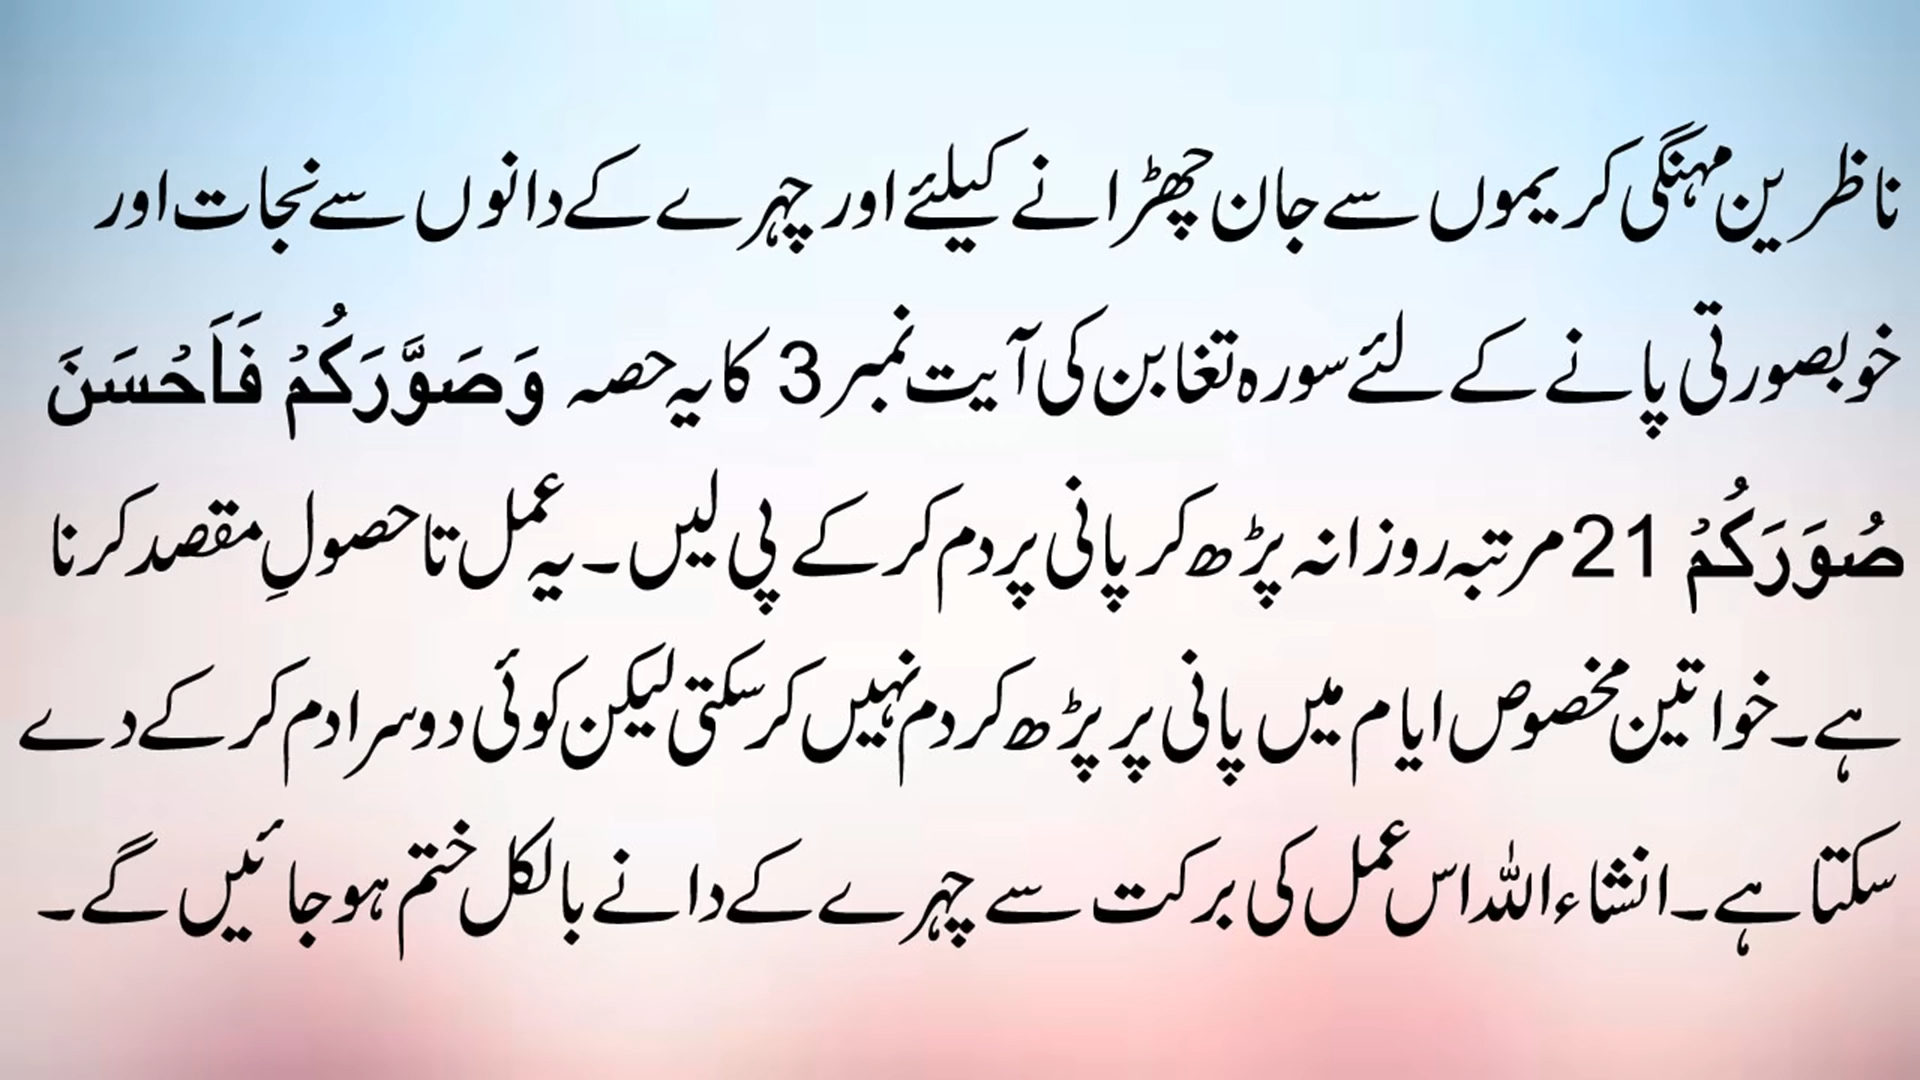 ناظرین مہنگی کریموں سے جان چھڑانے کیلئے اور چہرے کے دانوں سے نجات اور
خوبصورتی پانے کے لئے سورہ تغابن کی آیت نمبر 3 کا یہ حصہ وَصَوَّرَكُمْ فَاَحْسَنَ
صُوَرَكُمْ 21 مرتبہ روزانہ پڑھ کر پانی پر دم کر کے پی لیں۔ یہ عمل تا حصولِ مقصد کرنا
ہے۔ خواتین مخصوص ایام میں پانی پر پڑھ کر دم نہیں کر سکتی لیکن کوئی دوسرا دم کر کے دے
سکتا ہے۔ انشاء اللہ اس عمل کی برکت سے چہرے کے دانے بالکل ختم ہو جائیں گے۔